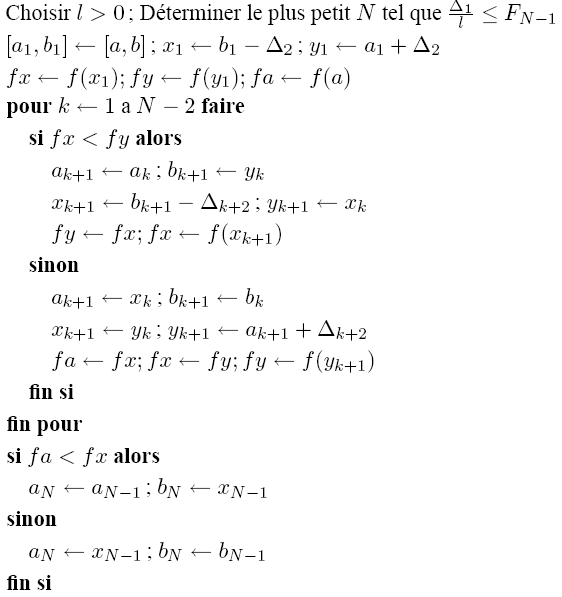 Choisir l > 0 ; Déterminer le plus petit N tel que Δ₁/l ≤ F_{N−1}
[a₁, b₁] ← [a, b] ; x₁ ← b₁ − Δ₂ ; y₁ ← a₁ + Δ₂
fx ← f(x₁); fy ← f(y₁); fa ← f(a)
pour k ← 1 a N − 2 faire
si fx < fy alors
a_{k+1} ← a_k ; b_{k+1} ← y_k
x_{k+1} ← b_{k+1} − Δ_{k+2} ; y_{k+1} ← x_k
fy ← fx; fx ← f(x_{k+1})
sinon
a_{k+1} ← x_k ; b_{k+1} ← b_k
x_{k+1} ← y_k ; y_{k+1} ← a_{k+1} + Δ_{k+2}
fa ← fx; fx ← fy; fy ← f(y_{k+1})
fin si
fin pour
si fa < fx alors
a_N ← a_{N−1} ; b_N ← x_{N−1}
sinon
a_N ← x_{N−1} ; b_N ← b_{N−1}
fin si